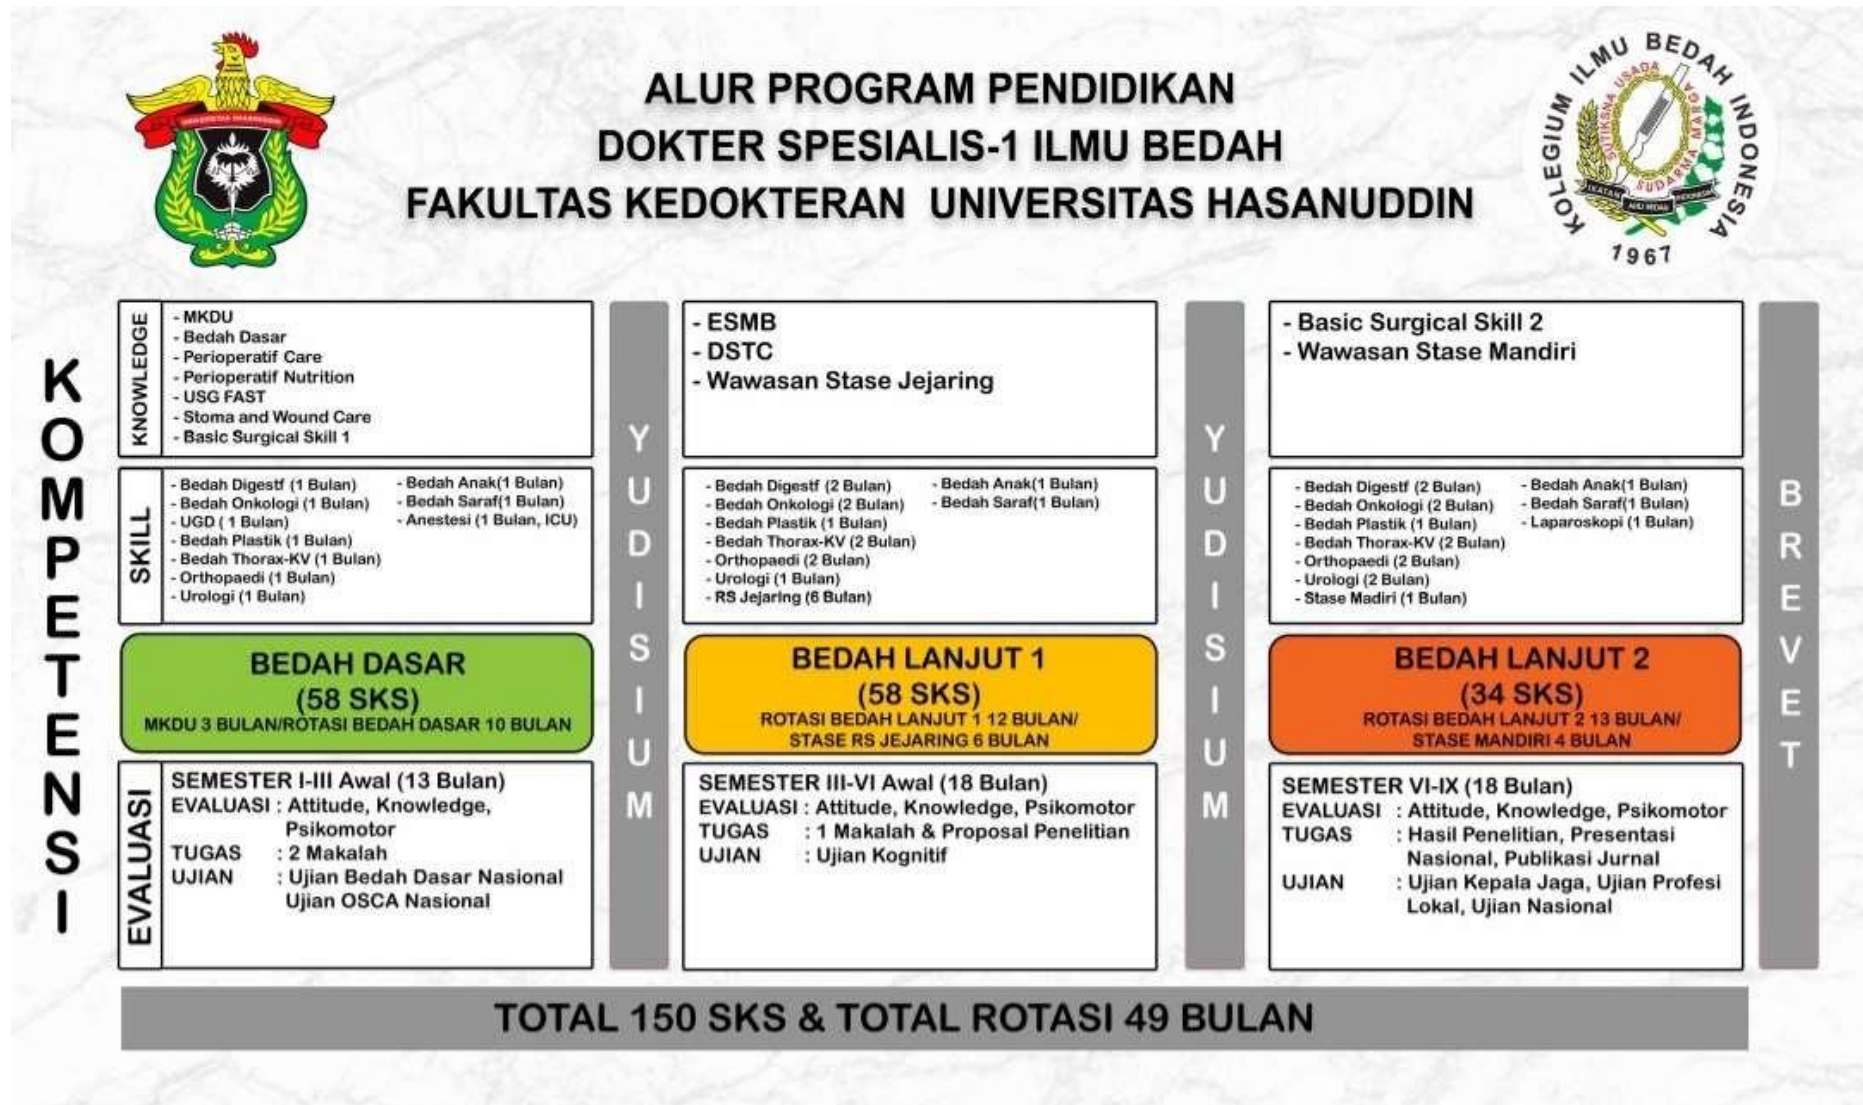 ALUR PROGRAM PENDIDIKAN
DOKTER SPESIALIS-1 ILMU BEDAH
FAKULTAS KEDOKTERAN UNIVERSITAS HASANUDDIN
UNIVERSITAS HASANUDDIN
KOLEGIUM ILMU BEDAH INDONESIA
1967
SUTIKSNA USADA
SUDARMA MARGA
IKATAN AHLI BEDAH INDONESIA
KOMPETENSI
KNOWLEDGE
- MKDU
- Bedah Dasar
- Perioperatif Care
- Perioperatif Nutrition
- USG FAST
- Stoma and Wound Care
- Basic Surgical Skill 1
SKILL
- Bedah Digestf (1 Bulan)
- Bedah Onkologi (1 Bulan)
- UGD ( 1 Bulan)
- Bedah Plastik (1 Bulan)
- Bedah Thorax-KV (1 Bulan)
- Orthopaedi (1 Bulan)
- Urologi (1 Bulan)
- Bedah Anak(1 Bulan)
- Bedah Saraf(1 Bulan)
- Anestesi (1 Bulan, ICU)
BEDAH DASAR
(58 SKS)
MKDU 3 BULAN/ROTASI BEDAH DASAR 10 BULAN
EVALUASI
SEMESTER I-III Awal (13 Bulan)
EVALUASI : Attitude, Knowledge,
Psikomotor
TUGAS : 2 Makalah
UJIAN : Ujian Bedah Dasar Nasional
Ujian OSCA Nasional
YUDISIUM
- ESMB
- DSTC
- Wawasan Stase Jejaring
- Bedah Digestf (2 Bulan)
- Bedah Onkologi (2 Bulan)
- Bedah Plastik (1 Bulan)
- Bedah Thorax-KV (2 Bulan)
- Orthopaedi (2 Bulan)
- Urologi (1 Bulan)
- RS Jejaring (6 Bulan)
- Bedah Anak(1 Bulan)
- Bedah Saraf(1 Bulan)
BEDAH LANJUT 1
(58 SKS)
ROTASI BEDAH LANJUT 1 12 BULAN/
STASE RS JEJARING 6 BULAN
SEMESTER III-VI Awal (18 Bulan)
EVALUASI : Attitude, Knowledge, Psikomotor
TUGAS : 1 Makalah & Proposal Penelitian
UJIAN : Ujian Kognitif
YUDISIUM
- Basic Surgical Skill 2
- Wawasan Stase Mandiri
- Bedah Digestf (2 Bulan)
- Bedah Onkologi (2 Bulan)
- Bedah Plastik (1 Bulan)
- Bedah Thorax-KV (2 Bulan)
- Orthopaedi (2 Bulan)
- Urologi (2 Bulan)
- Stase Madiri (1 Bulan)
- Bedah Anak(1 Bulan)
- Bedah Saraf(1 Bulan)
- Laparoskopi (1 Bulan)
BEDAH LANJUT 2
(34 SKS)
ROTASI BEDAH LANJUT 2 13 BULAN/
STASE MANDIRI 4 BULAN
SEMESTER VI-IX (18 Bulan)
EVALUASI : Attitude, Knowledge, Psikomotor
TUGAS : Hasil Penelitian, Presentasi
Nasional, Publikasi Jurnal
UJIAN : Ujian Kepala Jaga, Ujian Profesi
Lokal, Ujian Nasional
BREVET
TOTAL 150 SKS & TOTAL ROTASI 49 BULAN